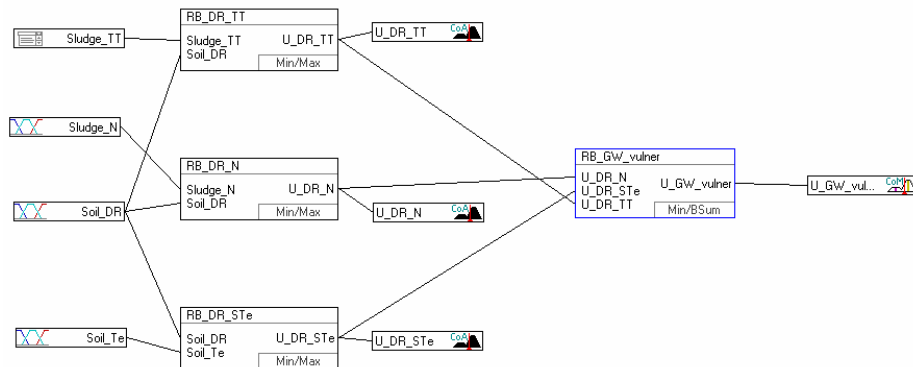 RB_DR_TT
Sludge_TT
Sludge_TT
Soil_DR
U_DR_TT
Min/Max
U_DR_TT
CoA
Sludge_N
RB_DR_N
Sludge_N
Soil_DR
U_DR_N
Min/Max
U_DR_N
CoA
Soil_DR
RB_GW_vulner
U_DR_N
U_DR_STe
U_DR_TT
U_GW_vulner
Min/BSum
U_GW_vul...
CoM
RB_DR_STe
Soil_DR
Soil_Te
U_DR_STe
Min/Max
Soil_Te
U_DR_STe
CoA